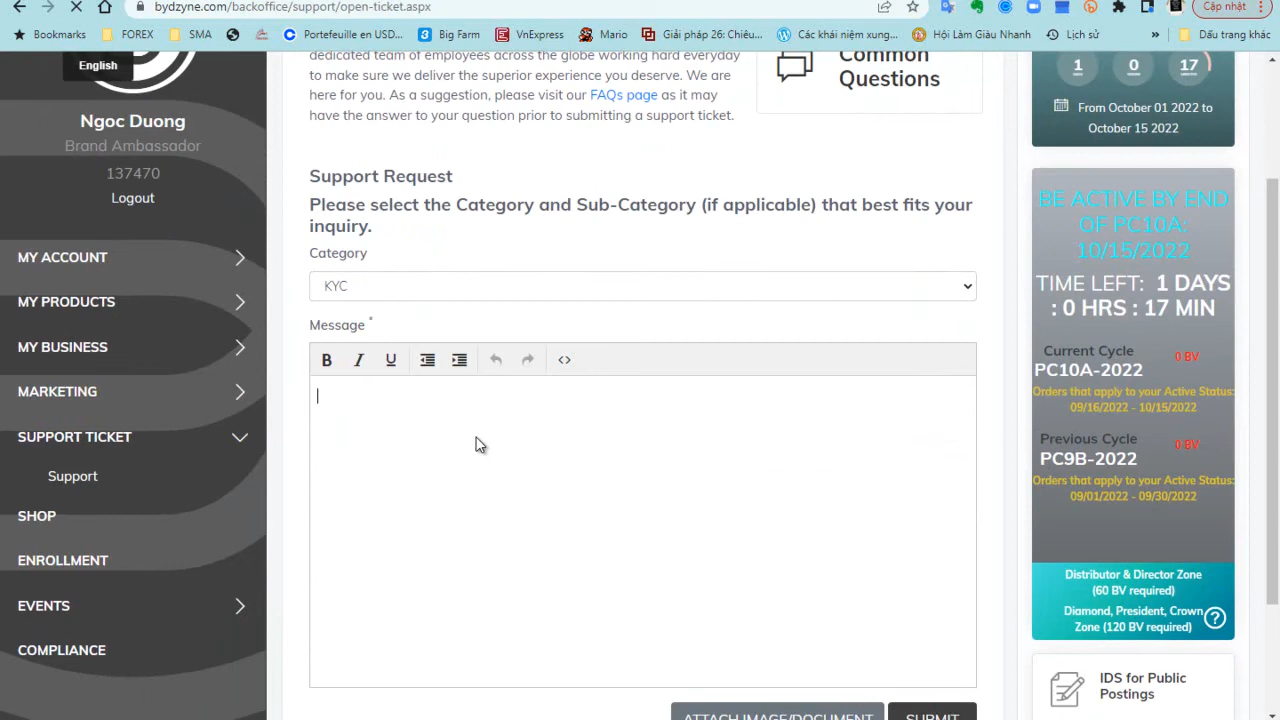 bydzyne.com/backoffice/support/open-ticket.aspx
Cập nhật
Bookmarks
FOREX
SMA
Portefeuille en USD...
Big Farm
VnExpress
Mario
Giải pháp 26: Chiêu...
Các khái niệm xung...
Hội Làm Giàu Nhanh
Lịch sử
»
Dấu trang khác
English
Ngoc Duong
Brand Ambassador
137470
Logout
MY ACCOUNT
MY PRODUCTS
MY BUSINESS
MARKETING
SUPPORT TICKET
Support
SHOP
ENROLLMENT
EVENTS
COMPLIANCE
dedicated team of employees across the globe working hard everyday
to make sure we deliver the superior experience you deserve. We are
here for you. As a suggestion, please visit our FAQs page as it may
have the answer to your question prior to submitting a support ticket.
Common
Questions
Support Request
Please select the Category and Sub-Category (if applicable) that best fits your
inquiry.
Category
KYC
Message *
B I U <>
ATTACH IMAGE/DOCUMENT
SUBMIT
1 0 17
From October 01 2022 to
October 15 2022
BE ACTIVE BY END
OF PC10A:
10/15/2022
TIME LEFT: 1 DAYS
: 0 HRS : 17 MIN
Current Cycle
0 BV
PC10A-2022
Orders that apply to your Active Status:
09/16/2022 - 10/15/2022
Previous Cycle
0 BV
PC9B-2022
Orders that apply to your Active Status:
09/01/2022 - 09/30/2022
Distributor & Director Zone
(60 BV required)
Diamond, President, Crown
Zone (120 BV required)
?
IDS for Public
Postings